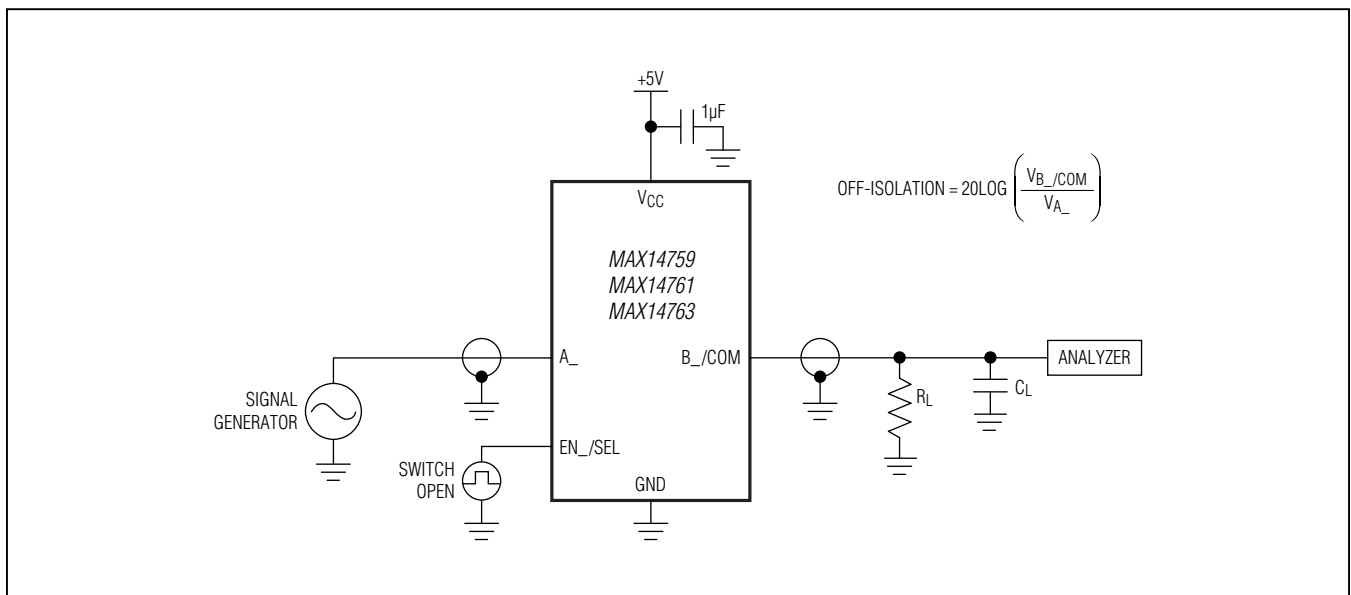 +5V
1µF
VCC
OFF-ISOLATION = 20LOG (VB_/COM / VA_)
MAX14759
MAX14761
MAX14763
A_
B_/COM
ANALYZER
SIGNAL
GENERATOR
RL
CL
EN_/SEL
SWITCH
OPEN
GND